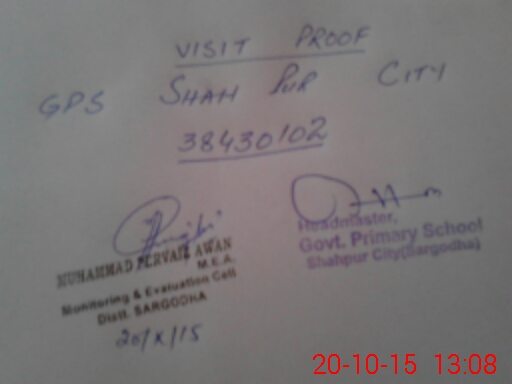 VISIT PROOF
GPS SHAH PUR CITY
38430102
MUHAMMAD PERVAIZ AWAN
M.E.A.
Monitoring & Evaluation Cell
Distt. SARGODHA
20/X/15
Headmaster,
Govt. Primary School
Shahpur City(Sargodha)
20-10-15 13:08